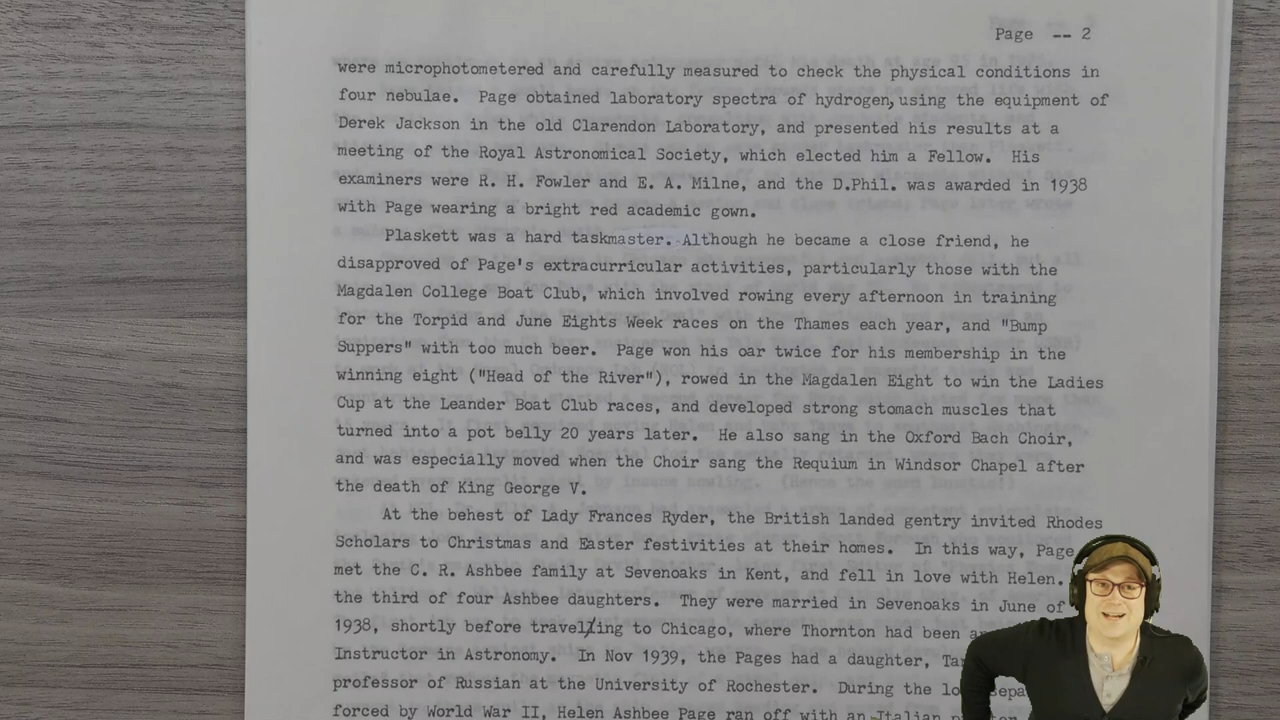 Page -- 2
were microphotometered and carefully measured to check the physical conditions in
four nebulae. Page obtained laboratory spectra of hydrogen, using the equipment of
Derek Jackson in the old Clarendon Laboratory, and presented his results at a
meeting of the Royal Astronomical Society, which elected him a Fellow. His
examiners were R. H. Fowler and E. A. Milne, and the D.Phil. was awarded in 1938
with Page wearing a bright red academic gown.
Plaskett was a hard taskmaster. Although he became a close friend, he
disapproved of Page's extracurricular activities, particularly those with the
Magdalen College Boat Club, which involved rowing every afternoon in training
for the Torpid and June Eights Week races on the Thames each year, and "Bump
Suppers" with too much beer. Page won his oar twice for his membership in the
winning eight ("Head of the River"), rowed in the Magdalen Eight to win the Ladies
Cup at the Leander Boat Club races, and developed strong stomach muscles that
turned into a pot belly 20 years later. He also sang in the Oxford Bach Choir,
and was especially moved when the Choir sang the Requium in Windsor Chapel after
the death of King George V.
At the behest of Lady Frances Ryder, the British landed gentry invited Rhodes
Scholars to Christmas and Easter festivities at their homes. In this way, Page
met the C. R. Ashbee family at Sevenoaks in Kent, and fell in love with Helen.
the third of four Ashbee daughters. They were married in Sevenoaks in June of
1938, shortly before traveling to Chicago, where Thornton had been
Instructor in Astronomy. In Nov 1939, the Pages had a daughter,
professor of Russian at the University of Rochester. During the
forced by World War II, Helen Ashbee Page ran off with an Italian